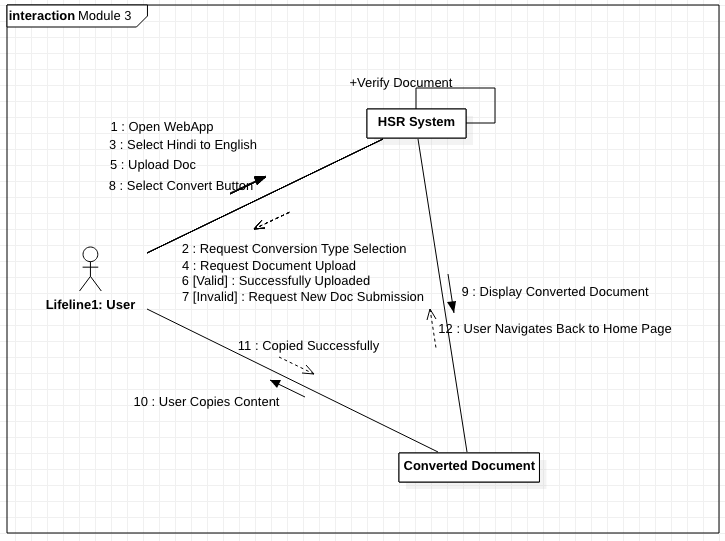 interaction Module 3
+Verify Document
HSR System
1 : Open WebApp
3 : Select Hindi to English
5 : Upload Doc
8 : Select Convert Button
2 : Request Conversion Type Selection
4 : Request Document Upload
6 [Valid] : Successfully Uploaded
7 [Invalid] : Request New Doc Submission
Lifeline1: User
9 : Display Converted Document
12 : User Navigates Back to Home Page
11 : Copied Successfully
10 : User Copies Content
Converted Document